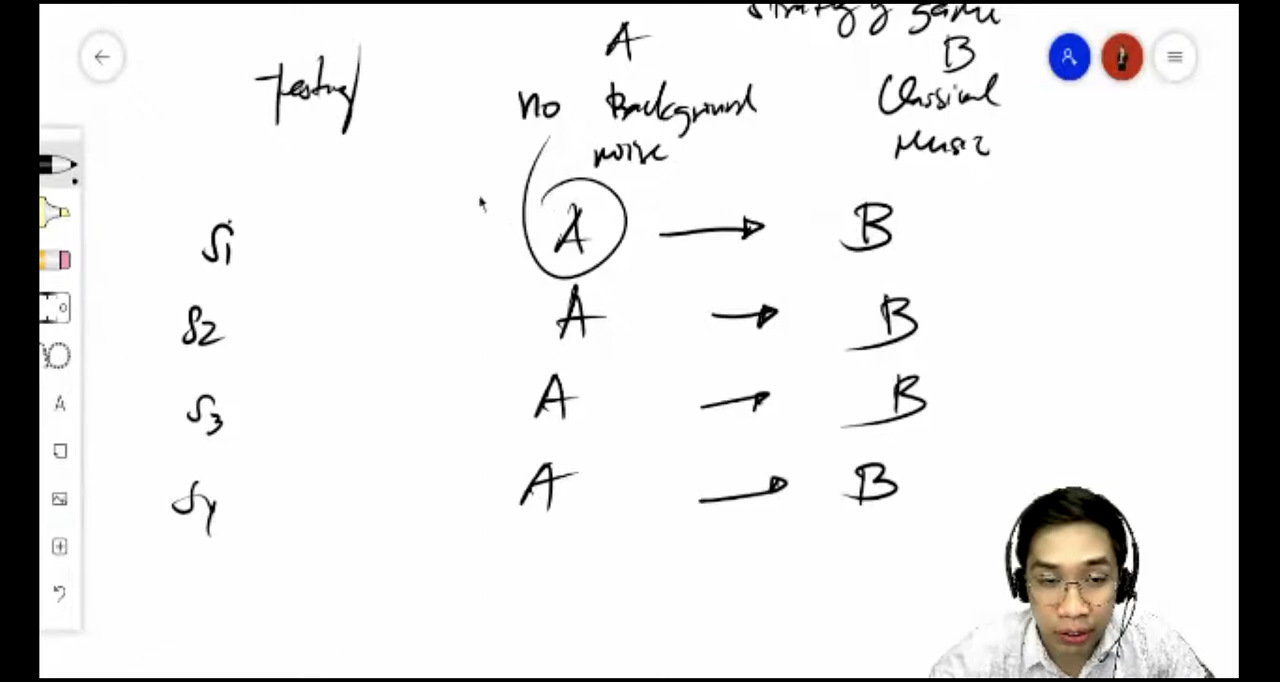 strategy game
A B
Testing no Background Classical
noise Music
S1 A B
S2 A B
S3 A B
S4 A B